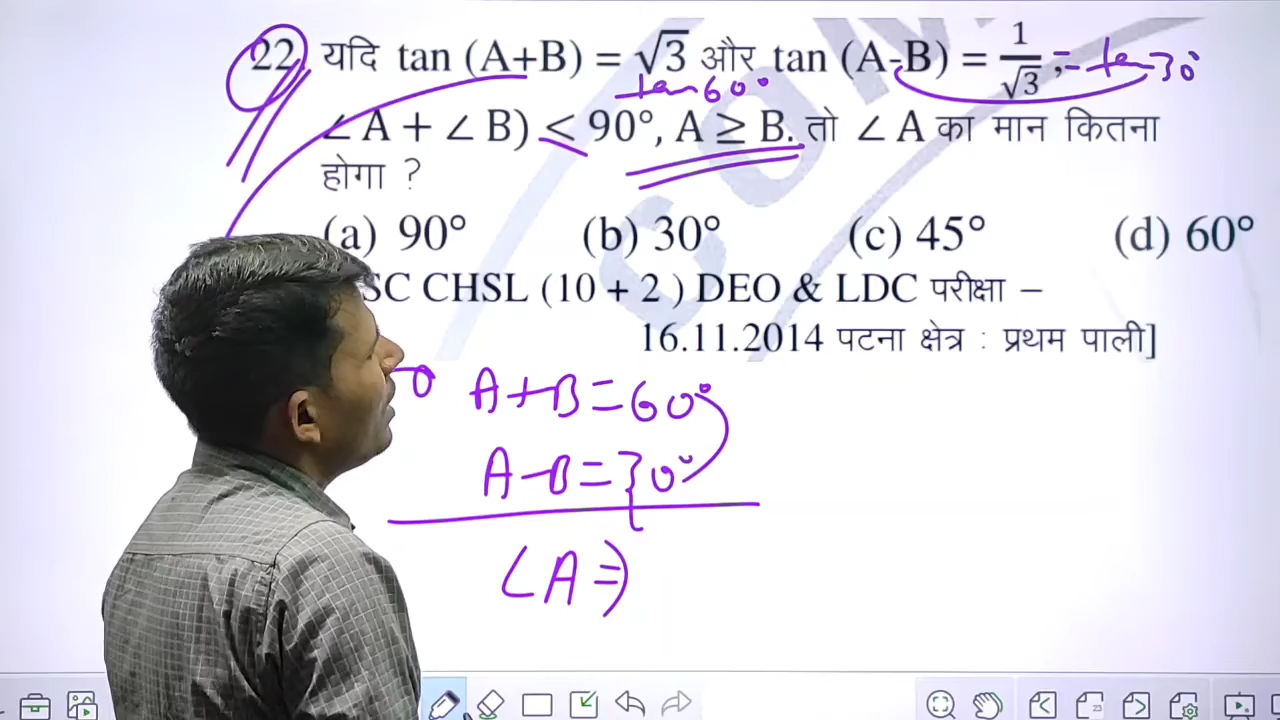 22. यदि tan (A+B) = √3 और tan (A-B) = 1/√3, = tan 30°
tan 60°
∠A + ∠B) < 90°, A ≥ B. तो ∠A का मान कितना
होगा ?
(a) 90° (b) 30° (c) 45° (d) 60°
SC CHSL (10 + 2 ) DEO & LDC परीक्षा –
16.11.2014 पटना क्षेत्र : प्रथम पाली]
A+B=60°
A-B=30°
∠A ⇒